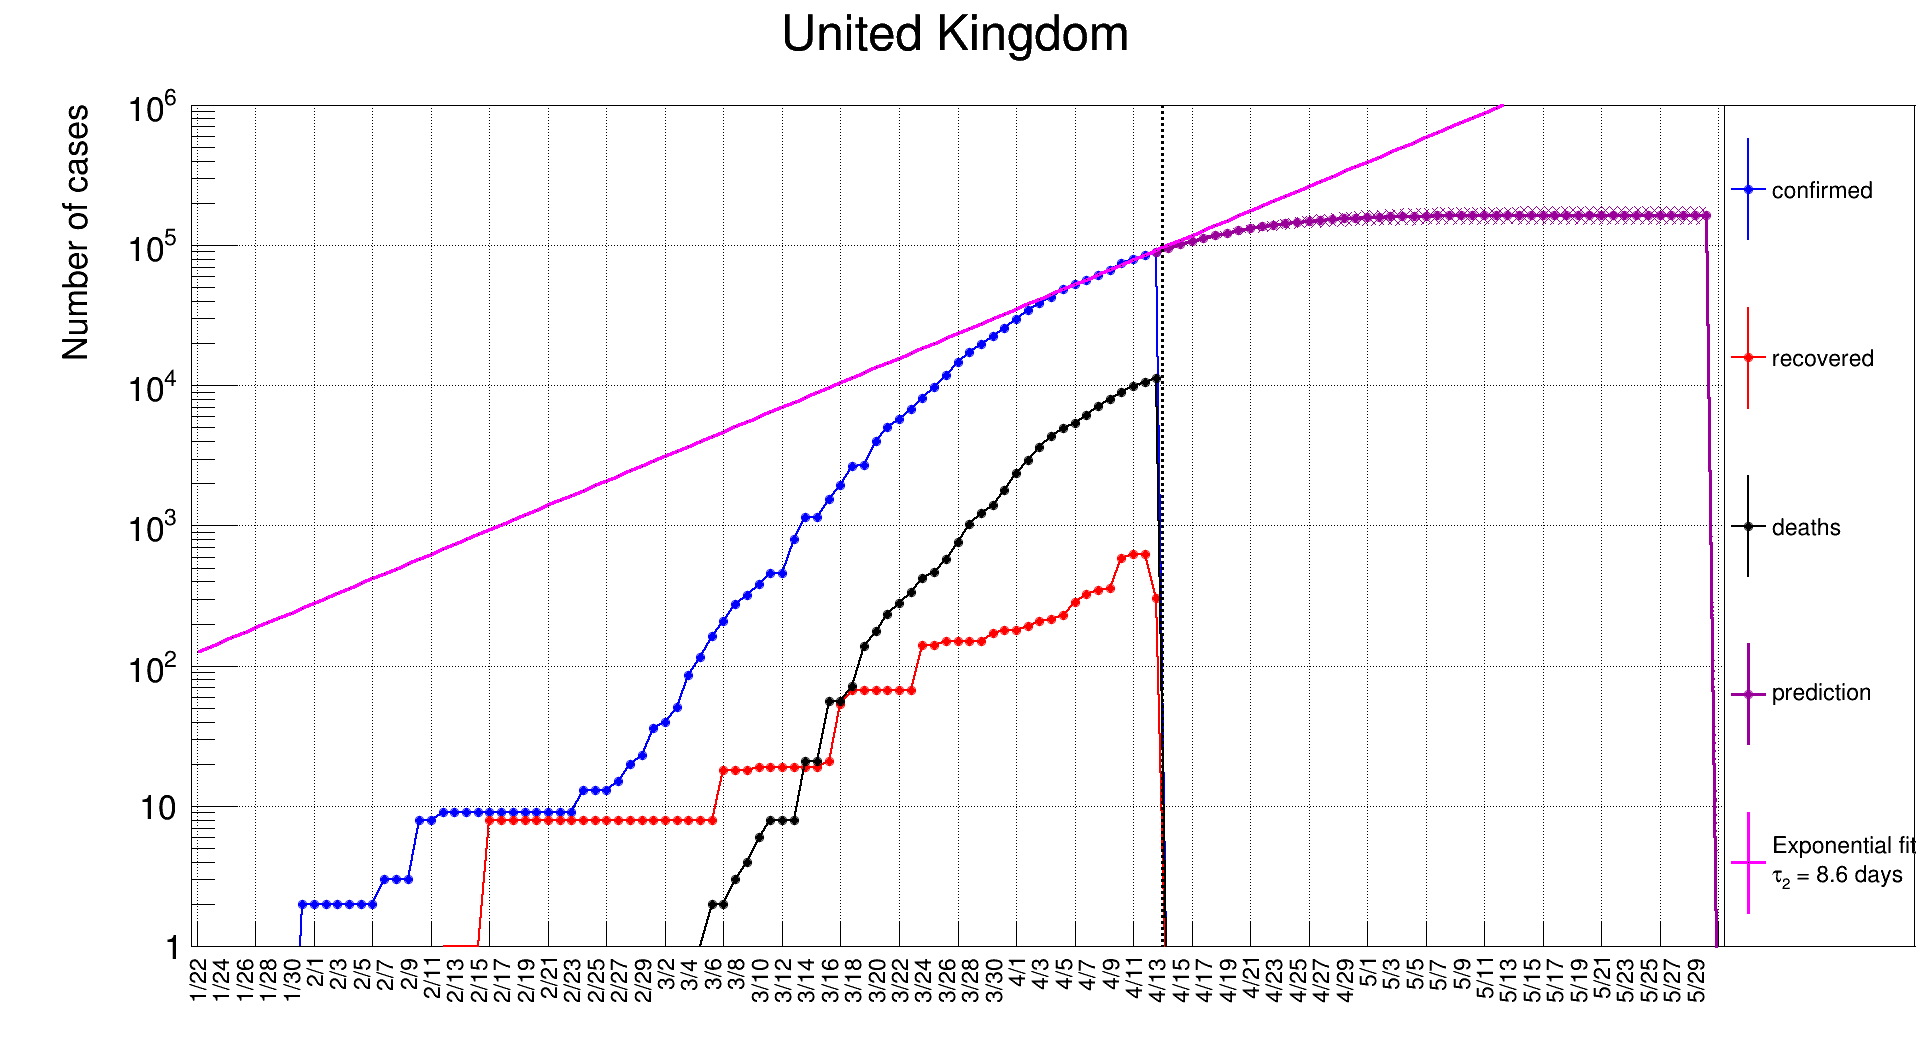 United Kingdom
Number of cases
10^6
10^5
10^4
10^3
10^2
10
1
1/22 1/24 1/26 1/28 1/30 2/1 2/3 2/5 2/7 2/9 2/11 2/13 2/15 2/17 2/19 2/21 2/23 2/25 2/27 2/29 3/2 3/4 3/6 3/8 3/10 3/12 3/14 3/16 3/18 3/20 3/22 3/24 3/26 3/28 3/30 4/1 4/3 4/5 4/7 4/9 4/11 4/13 4/15 4/17 4/19 4/21 4/23 4/25 4/27 4/29 5/1 5/3 5/5 5/7 5/9 5/11 5/13 5/15 5/17 5/19 5/21 5/23 5/25 5/27 5/29
confirmed
recovered
deaths
prediction
Exponential fit
τ₂ = 8.6 days